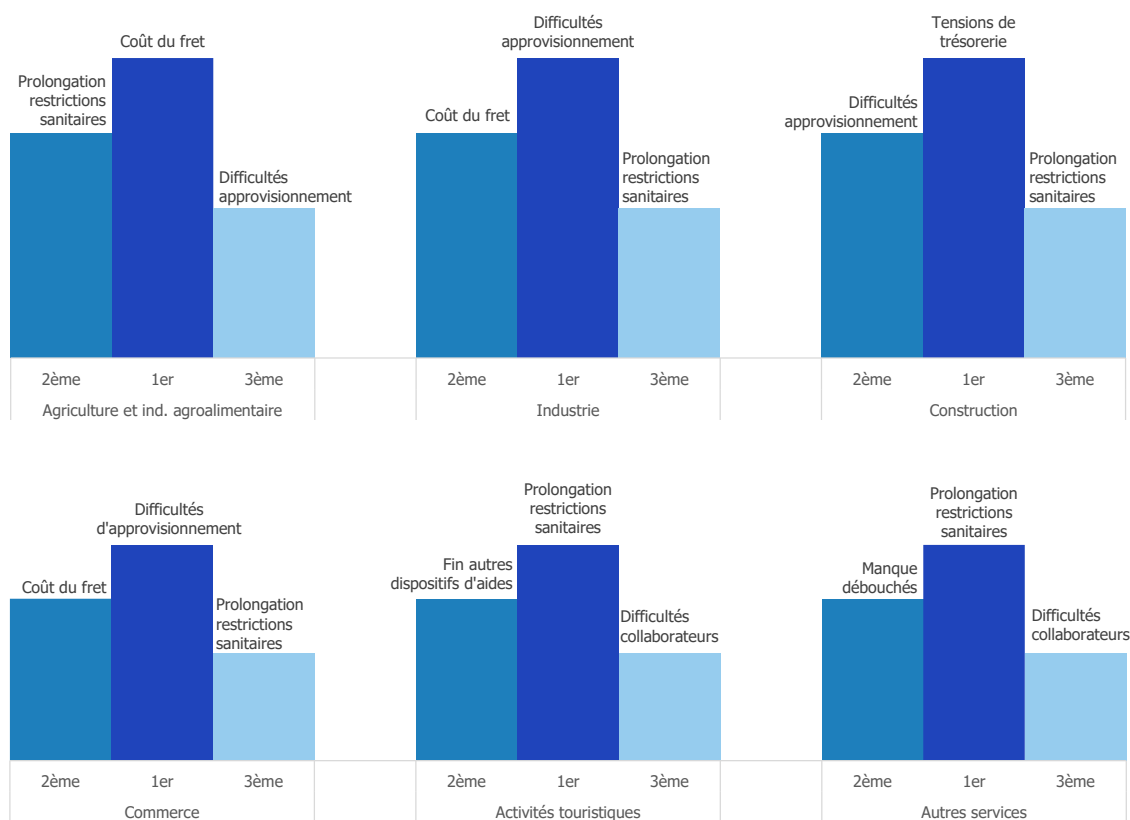 Coût du fret
Prolongation
restrictions
sanitaires
Difficultés
approvisionnement
2ème
1er
3ème
Agriculture et ind. agroalimentaire
Difficultés
approvisionnement
Coût du fret
Prolongation
restrictions
sanitaires
2ème
1er
3ème
Industrie
Tensions de
trésorerie
Difficultés
approvisionnement
Prolongation
restrictions
sanitaires
2ème
1er
3ème
Construction
Difficultés
d'approvisionnement
Coût du fret
Prolongation
restrictions
sanitaires
2ème
1er
3ème
Commerce
Prolongation
restrictions
sanitaires
Fin autres
dispositifs d'aides
Difficultés
collaborateurs
2ème
1er
3ème
Activités touristiques
Prolongation
restrictions
sanitaires
Manque
débouchés
Difficultés
collaborateurs
2ème
1er
3ème
Autres services